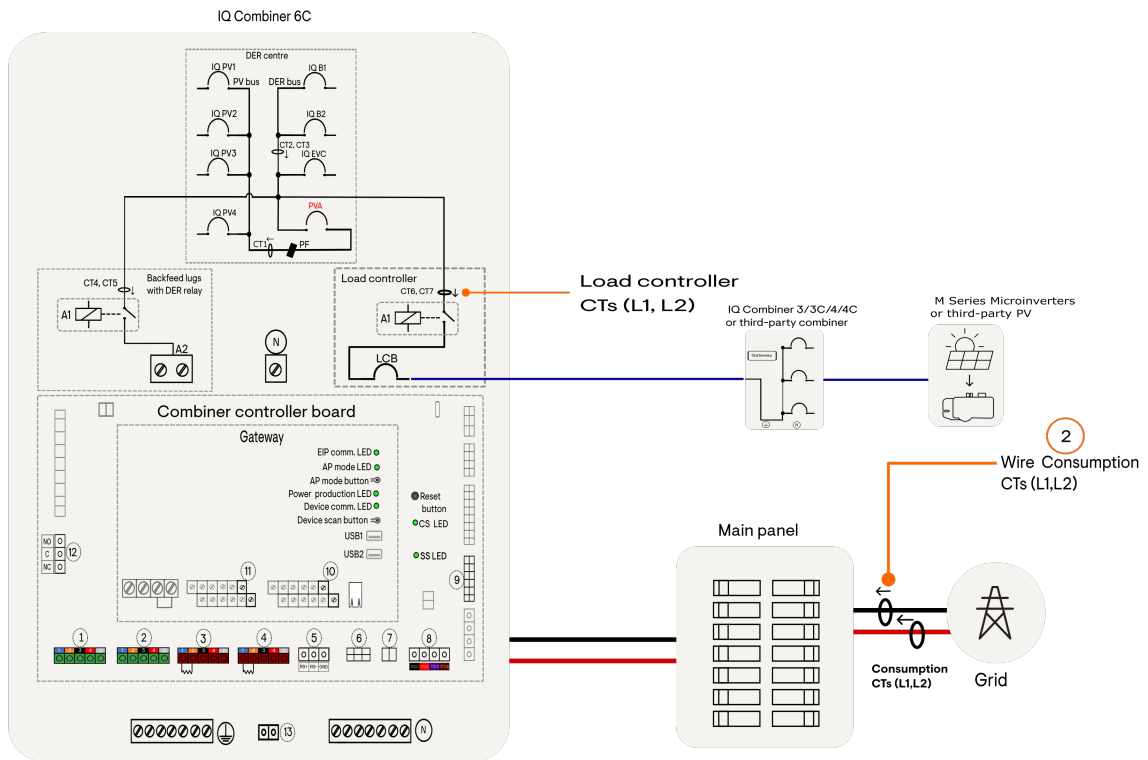 IQ Combiner 6C
DER centre
IQ PV1
IQ B1
PV bus
DER bus
IQ PV2
IQ B2
CT2, CT3
IQ PV3
IQ EVC
PVA
IQ PV4
CT1
PF
Backfeed lugs
with DER relay
CT4, CT5
A1
A2
N
Load controller
CT6, CT7
A1
LCB
Load controller
CTs (L1, L2)
IQ Combiner 3/3C/4/4C
or third-party combiner
Gateway
M Series Microinverters
or third-party PV
Combiner controller board
Gateway
EIP comm. LED
AP mode LED
AP mode button
Power production LED
Device comm. LED
Device scan button
USB1
USB2
Reset
button
CS LED
SS LED
NO
C
NC
12
11
10
9
1
2
3
4
5
6
7
8
RS+ RS- GND
13
N
2
Wire Consumption
CTs (L1,L2)
Main panel
Consumption
CTs (L1,L2)
Grid